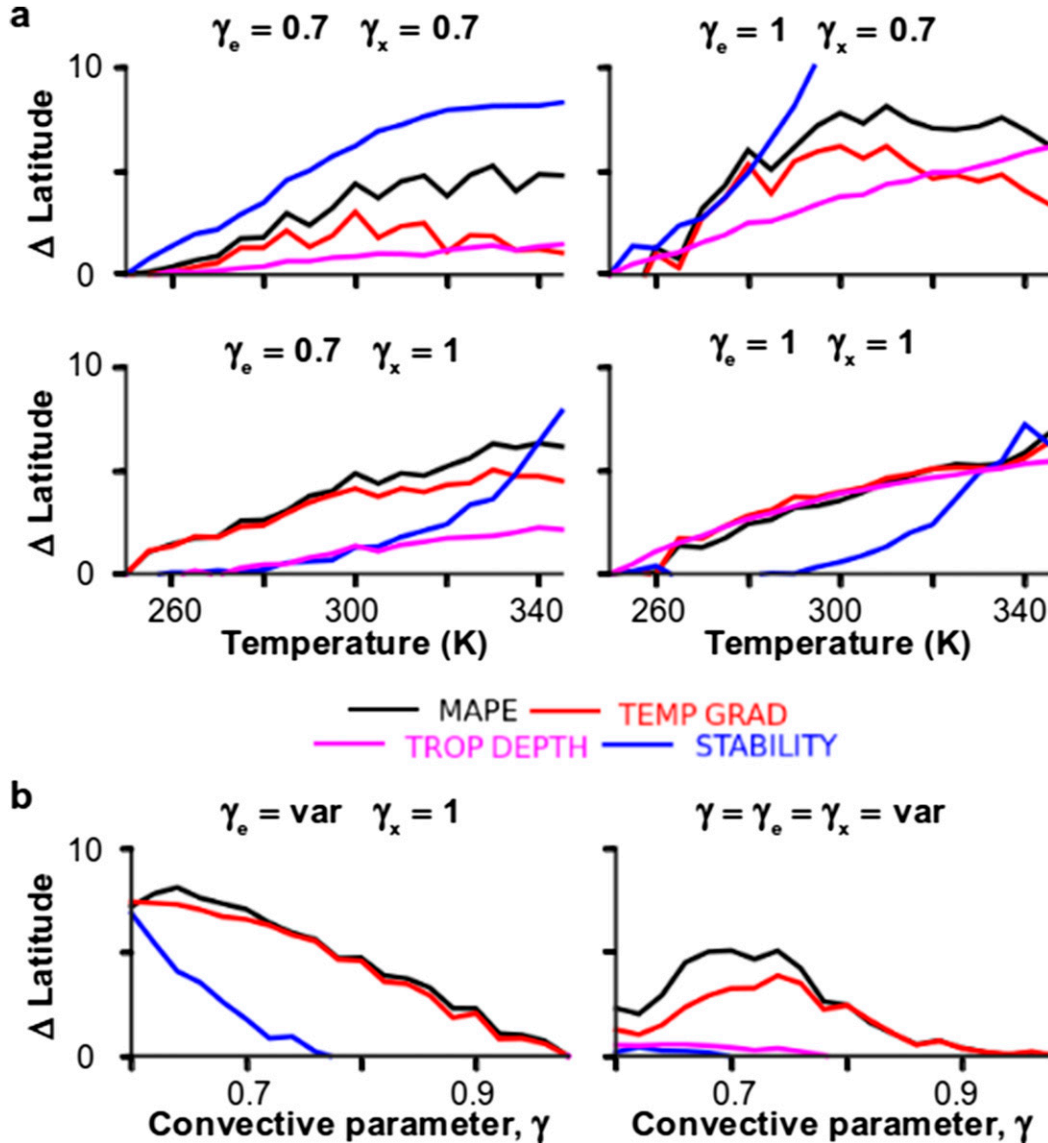 a
γe = 0.7 γx = 0.7
γe = 1 γx = 0.7
10
Δ Latitude
0
γe = 0.7 γx = 1
γe = 1 γx = 1
10
Δ Latitude
0
260 300 340
260 300 340
Temperature (K)
Temperature (K)
MAPE TEMP GRAD
TROP DEPTH STABILITY
b
γe = var γx = 1
γ = γe = γx = var
10
Δ Latitude
0
0.7 0.9
0.7 0.9
Convective parameter, γ
Convective parameter, γ